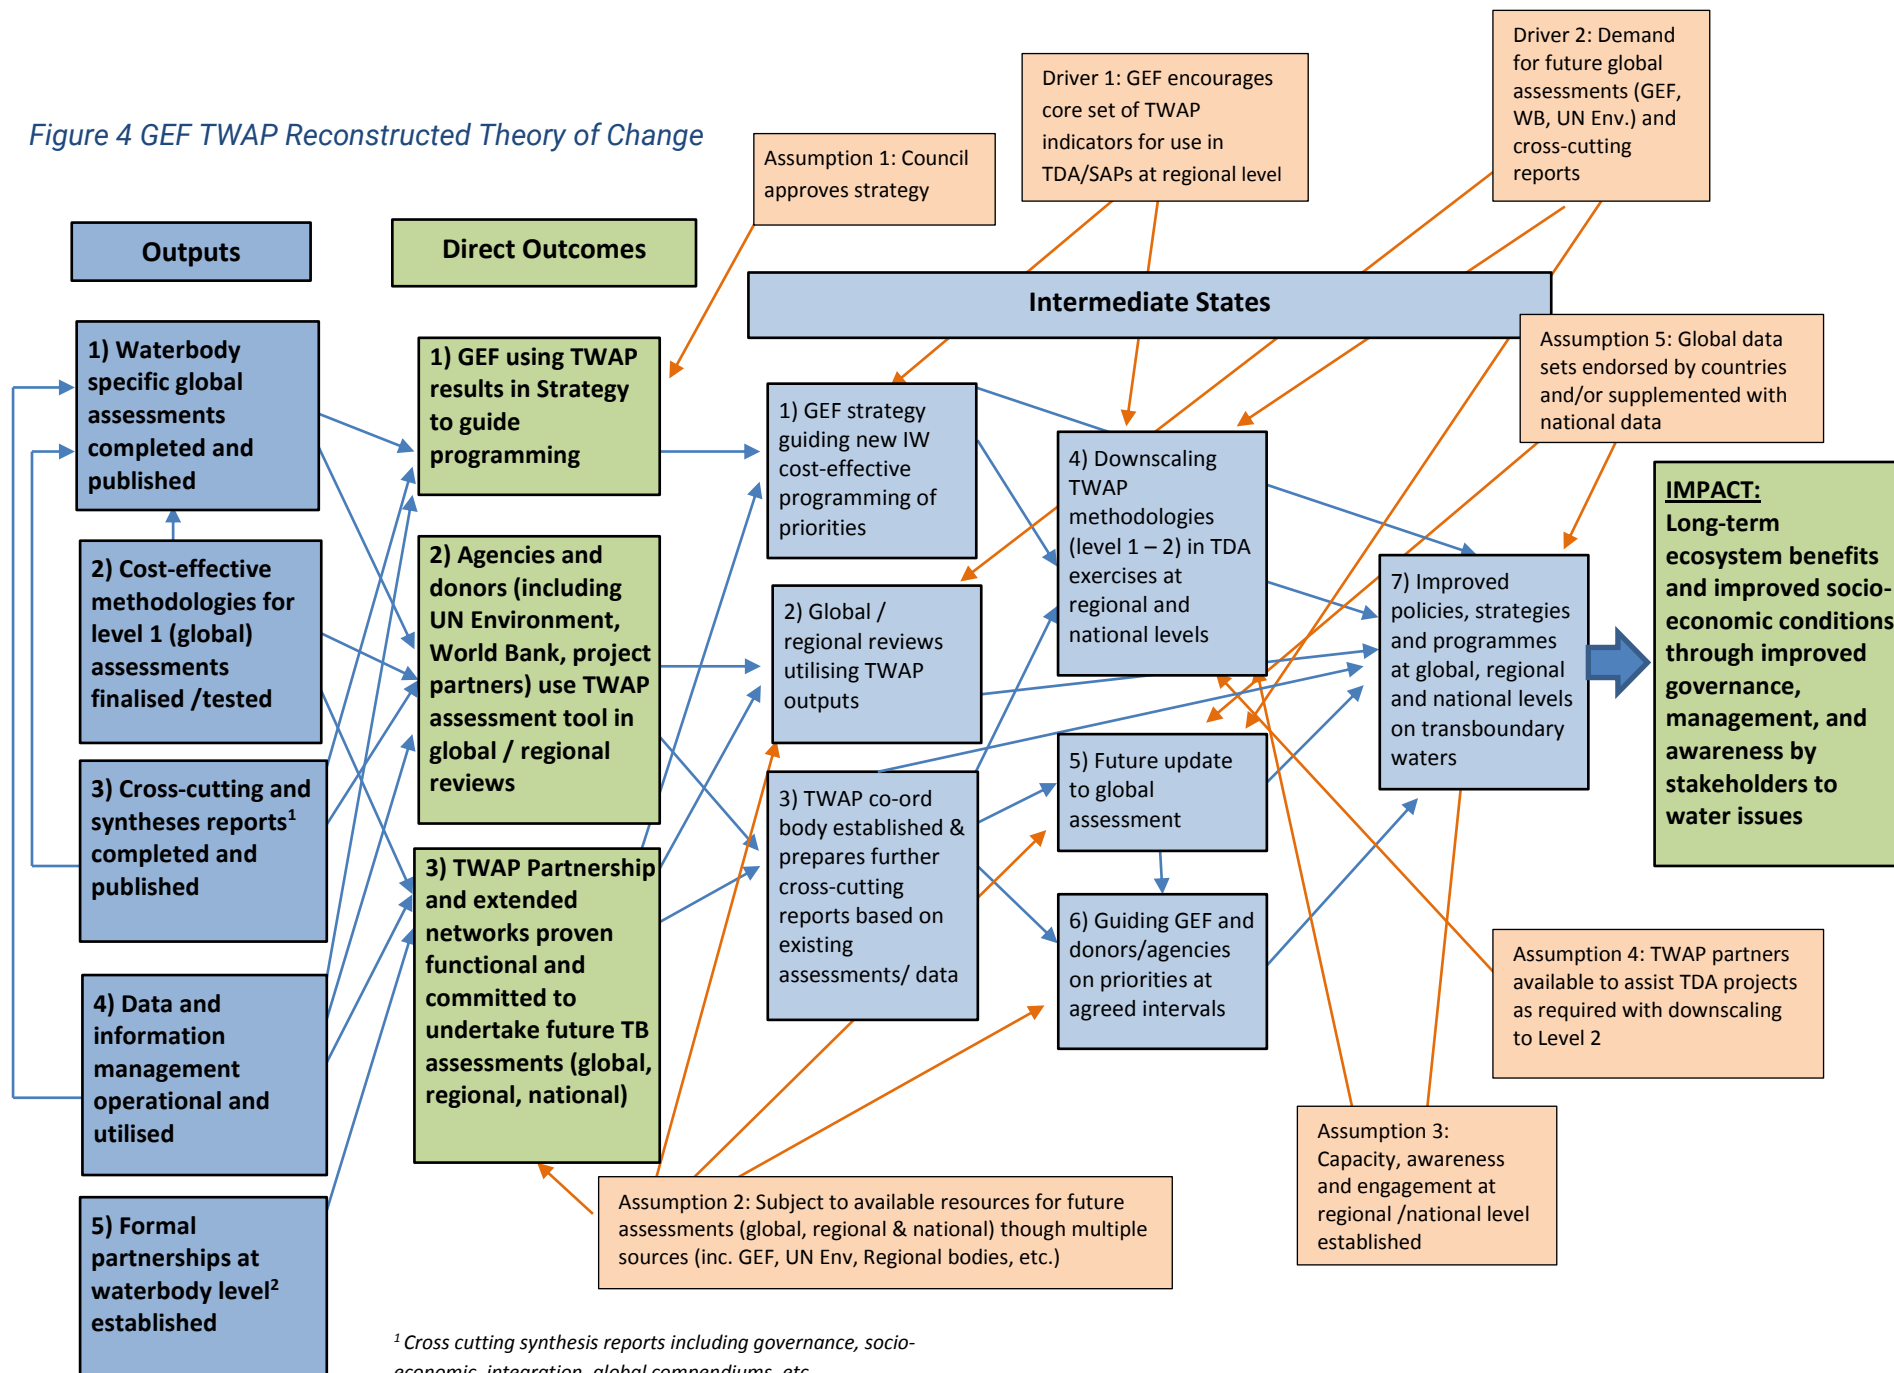 Figure 4 GEF TWAP Reconstructed Theory of Change
Driver 1: GEF encourages
core set of TWAP
indicators for use in
TDA/SAPs at regional level
Driver 2: Demand
for future global
assessments (GEF,
WB, UN Env.) and
cross-cutting
reports
Assumption 1: Council
approves strategy
Outputs
Direct Outcomes
Intermediate States
1) Waterbody
specific global
assessments
completed and
published
2) Cost-effective
methodologies for
level 1 (global)
assessments
finalised /tested
3) Cross-cutting and
syntheses reports¹
completed and
published
4) Data and
information
management
operational and
utilised
5) Formal
partnerships at
waterbody level²
established
1) GEF using TWAP
results in Strategy
to guide
programming
2) Agencies and
donors (including
UN Environment,
World Bank, project
partners) use TWAP
assessment tool in
global / regional
reviews
3) TWAP Partnership
and extended
networks proven
functional and
committed to
undertake future TB
assessments (global,
regional, national)
1) GEF strategy
guiding new IW
cost-effective
programming of
priorities
2) Global /
regional reviews
utilising TWAP
outputs
3) TWAP co-ord
body established &
prepares further
cross-cutting
reports based on
existing
assessments/ data
4) Downscaling
TWAP
methodologies
(level 1 – 2) in TDA
exercises at
regional and
national levels
5) Future update
to global
assessment
6) Guiding GEF and
donors/agencies
on priorities at
agreed intervals
Assumption 5: Global data
sets endorsed by countries
and/or supplemented with
national data
7) Improved
policies, strategies
and programmes
at global, regional
and national levels
on transboundary
waters
IMPACT:
Long-term
ecosystem benefits
and improved socio-
economic conditions
through improved
governance,
management, and
awareness by
stakeholders to
water issues
Assumption 4: TWAP partners
available to assist TDA projects
as required with downscaling
to Level 2
Assumption 3:
Capacity, awareness
and engagement at
regional /national level
established
Assumption 2: Subject to available resources for future
assessments (global, regional & national) though multiple
sources (inc. GEF, UN Env, Regional bodies, etc.)
¹ Cross cutting synthesis reports including governance, socio-
economic, integration, global compendiums, etc